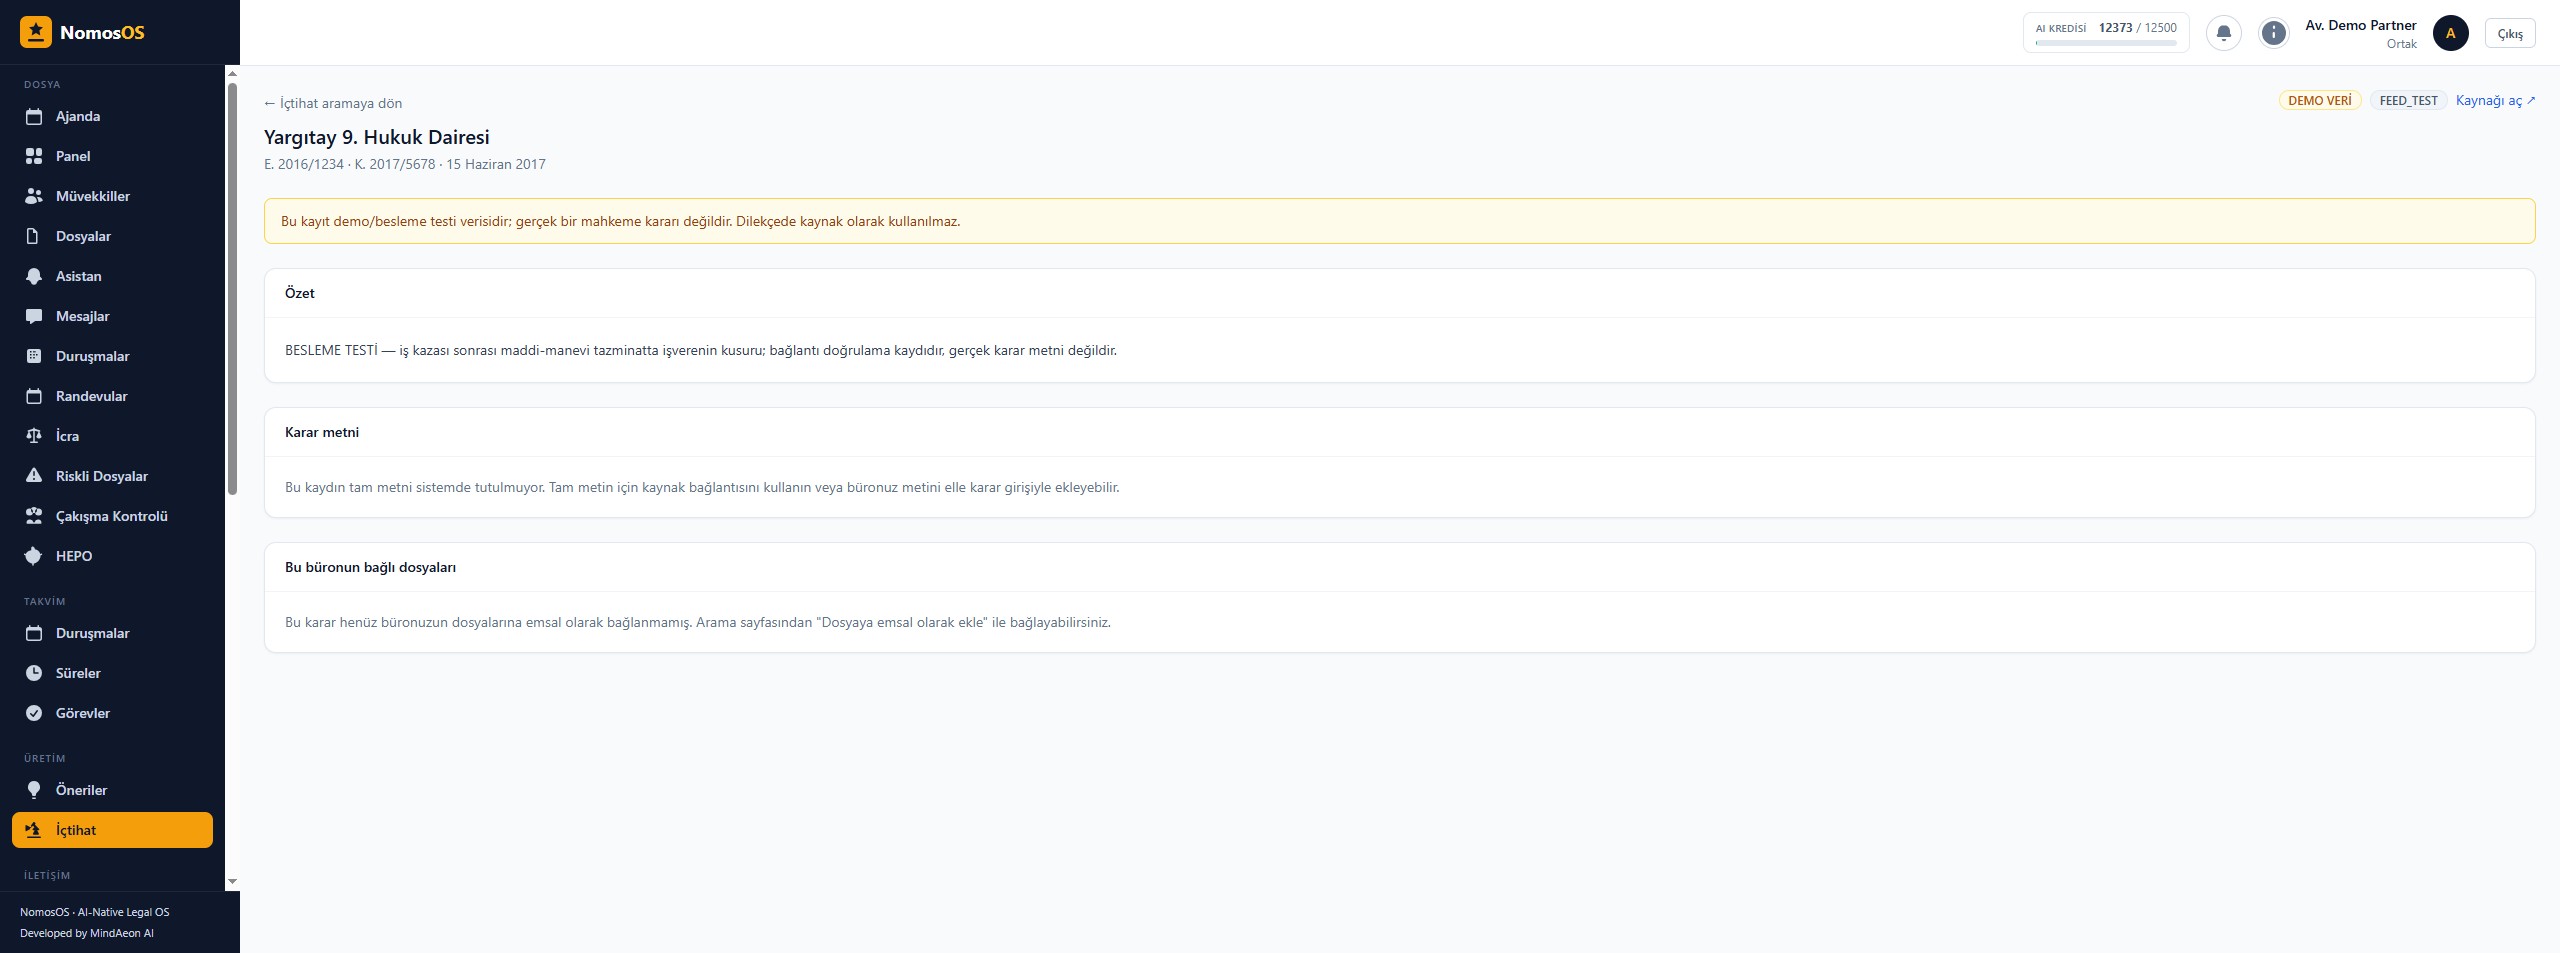 NomosOS
DOSYA
Ajanda
Panel
Müvekkiller
Dosyalar
Asistan
Mesajlar
Duruşmalar
Randevular
İcra
Riskli Dosyalar
Çakışma Kontrolü
HEPO
TAKVİM
Duruşmalar
Süreler
Görevler
ÜRETİM
Öneriler
İçtihat
İLETİŞİM
NomosOS · AI-Native Legal OS
Developed by MindAeon AI
AI KREDİSİ 12373 / 12500
Av. Demo Partner
Ortak
A
Çıkış
← İçtihat aramaya dön
DEMO VERİ FEED_TEST Kaynağı aç ↗
Yargıtay 9. Hukuk Dairesi
E. 2016/1234 · K. 2017/5678 · 15 Haziran 2017
Bu kayıt demo/besleme testi verisidir; gerçek bir mahkeme kararı değildir. Dilekçede kaynak olarak kullanılmaz.
Özet
BESLEME TESTİ — iş kazası sonrası maddi-manevi tazminatta işverenin kusuru; bağlantı doğrulama kaydıdır, gerçek karar metni değildir.
Karar metni
Bu kaydın tam metni sistemde tutulmuyor. Tam metin için kaynak bağlantısını kullanın veya büronuz metini elle karar girişiyle ekleyebilir.
Bu büronun bağlı dosyaları
Bu karar henüz büronuzun dosyalarına emsal olarak bağlanmamış. Arama sayfasından "Dosyaya emsal olarak ekle" ile bağlayabilirsiniz.